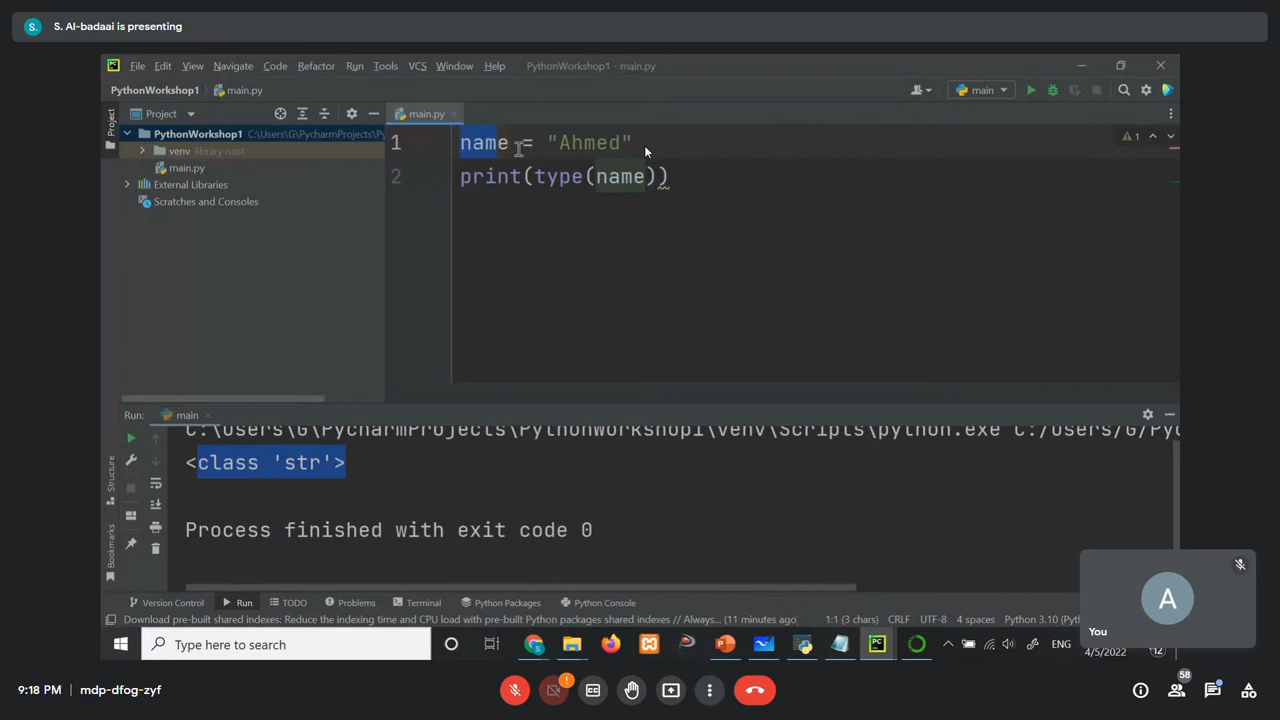 S. S. Al-badaai is presenting
File Edit View Navigate Code Refactor Run Tools VCS Window Help PythonWorkshop1 - main.py
PythonWorkshop1 main.py main
Project main.py
Project
PythonWorkshop1 C:\Users\G\PycharmProjects\Py
venv library root
main.py
External Libraries
Scratches and Consoles
1 name = "Ahmed"
2 print(type(name))
1
Run: main
C:\Users\G\PycharmProjects\PythonWorkshop1\venv\Scripts\python.exe C:/Users/G/Pyc
<class 'str'>
Process finished with exit code 0
Structure
Bookmarks
Version Control Run TODO Problems Terminal Python Packages Python Console
Download pre-built shared indexes: Reduce the indexing time and CPU load with pre-built Python packages shared indexes // Always... (11 minutes ago) 1:1 (3 chars) CRLF UTF-8 4 spaces Python 3.10 (Py
Type here to search ENG
4/5/2022 12
A
You
9:18 PM mdp-dfog-zyf
58